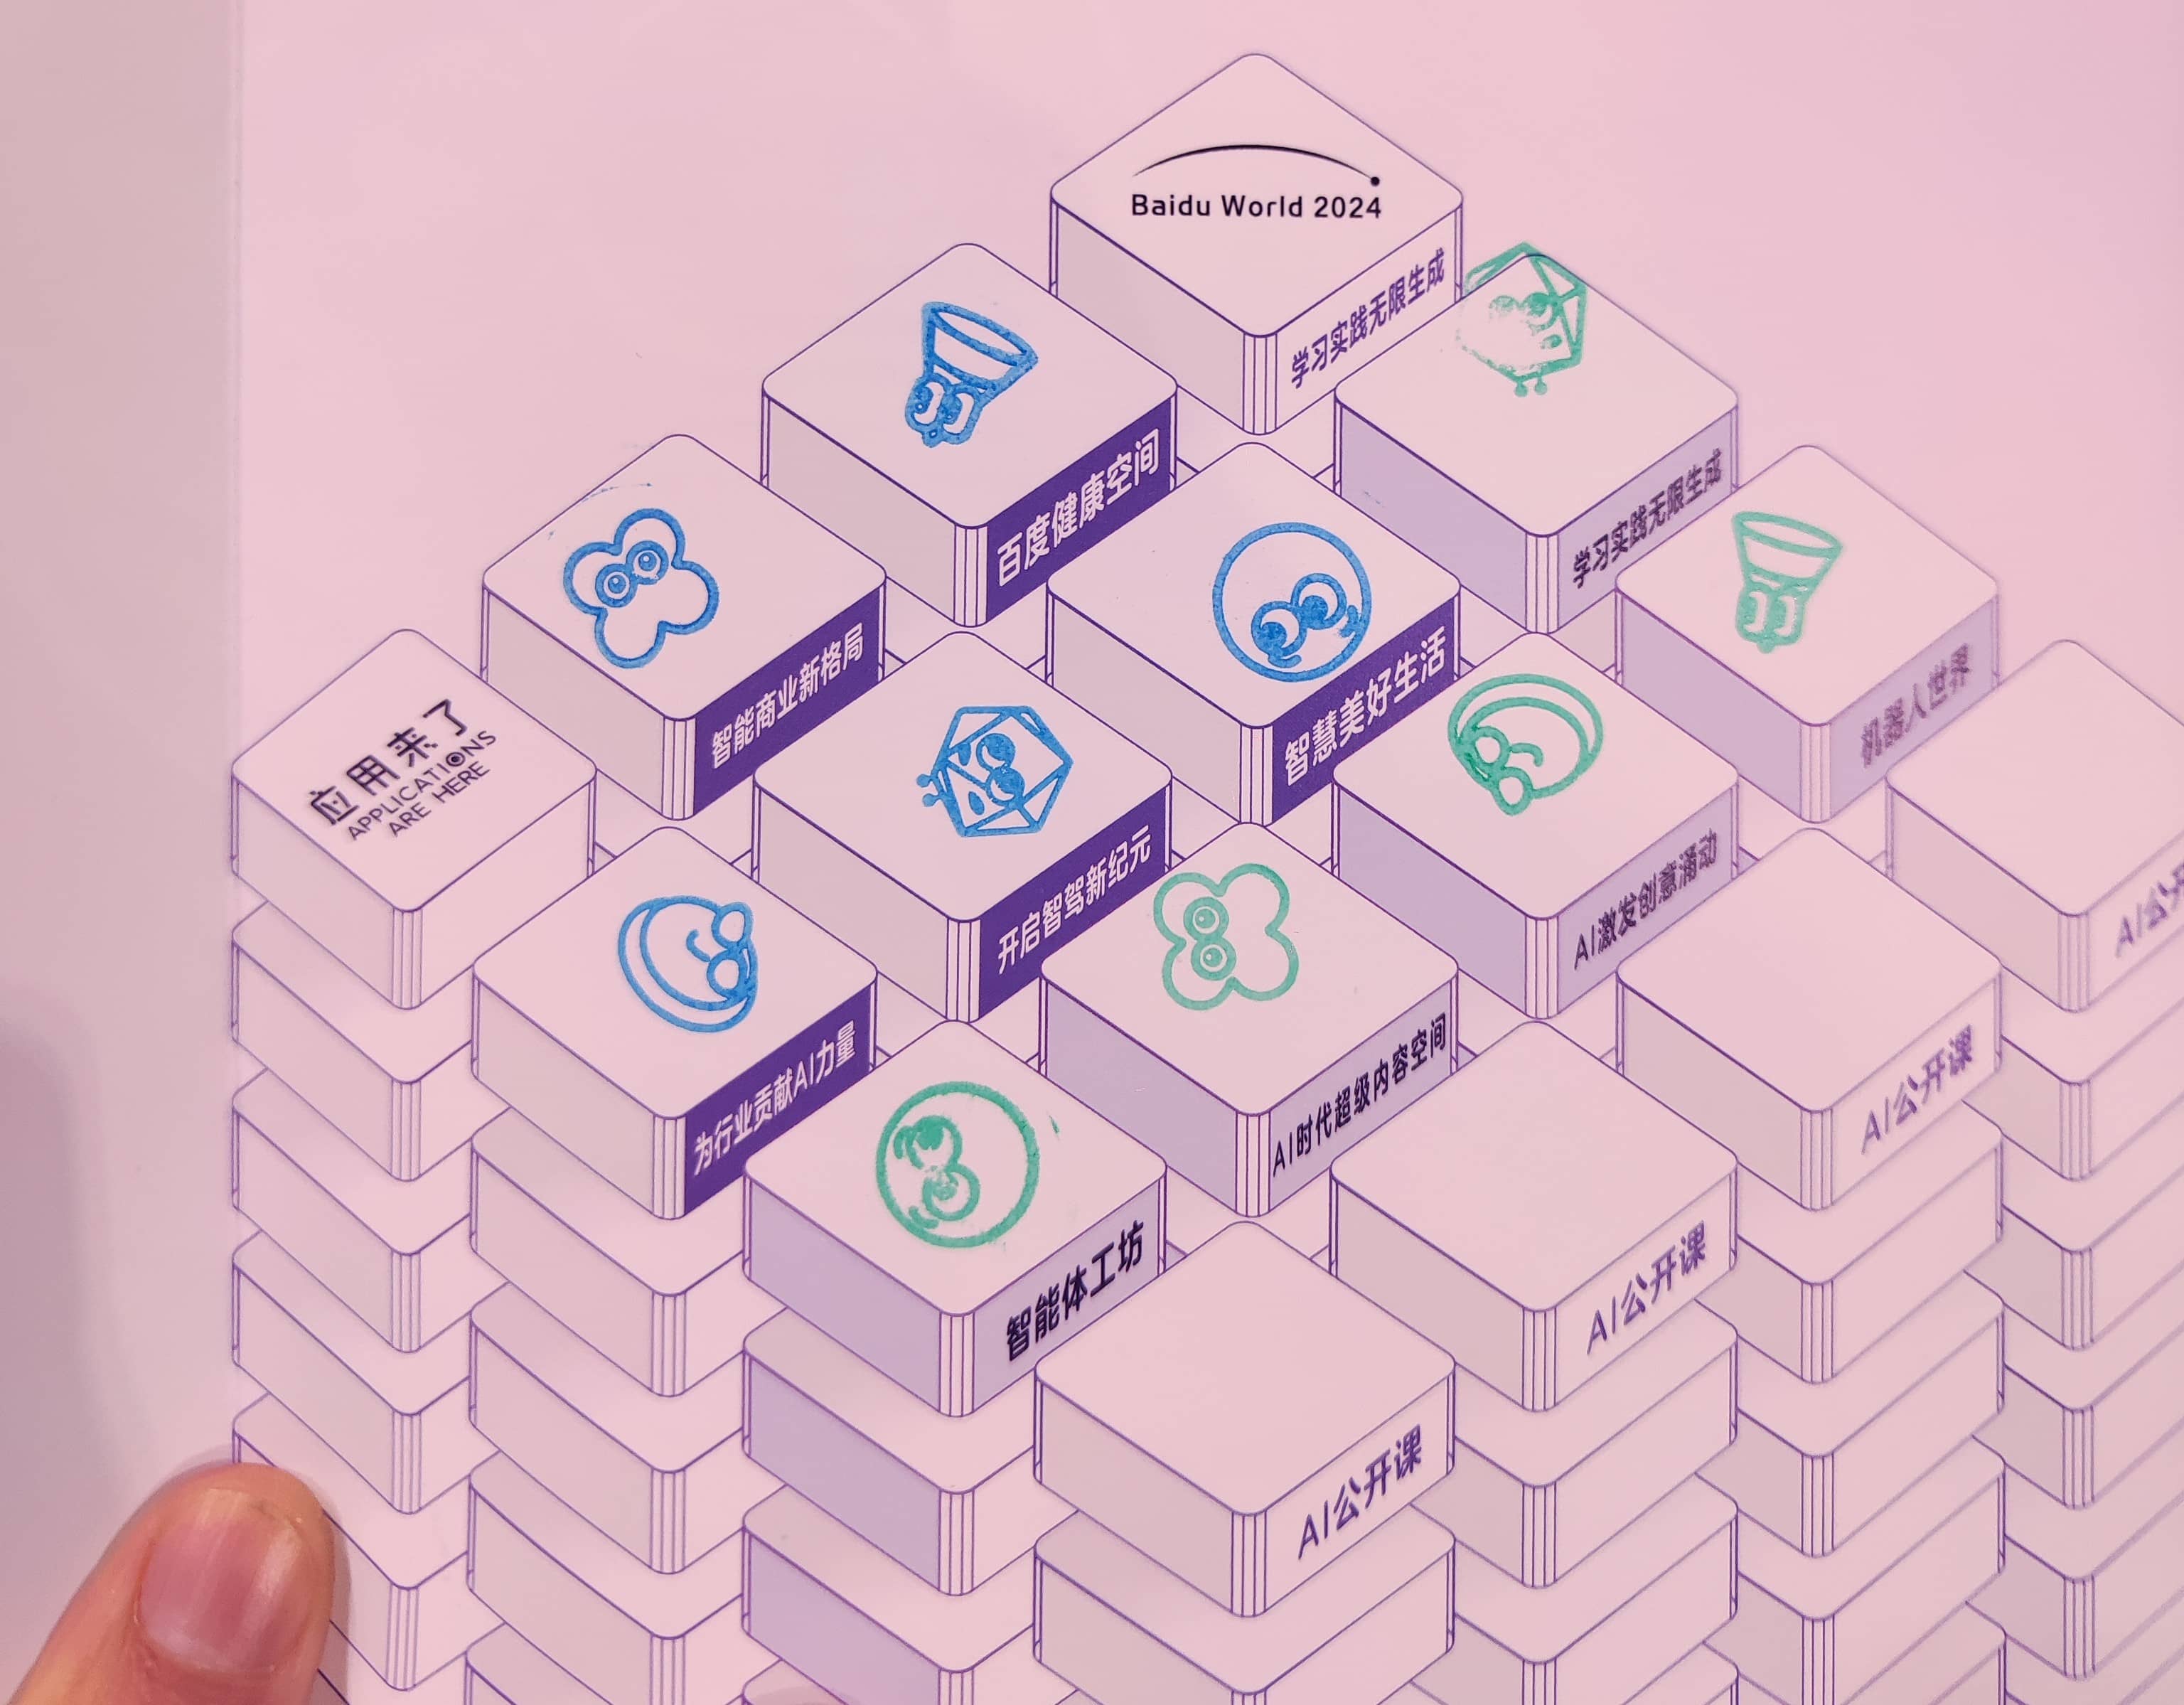 Baidu World 2024
学习实践无限生成
百度健康空间
学习实践无限生成
智能商业新格局
智慧美好生活
机器人世界
应用来了
APPLICATIONS
ARE HERE
开启智驾新纪元
AI激发创意涌动
AI公开
为行业贡献AI力量
AI时代超级内容空间
AI公开课
智能体工坊
AI公开课
AI公开课